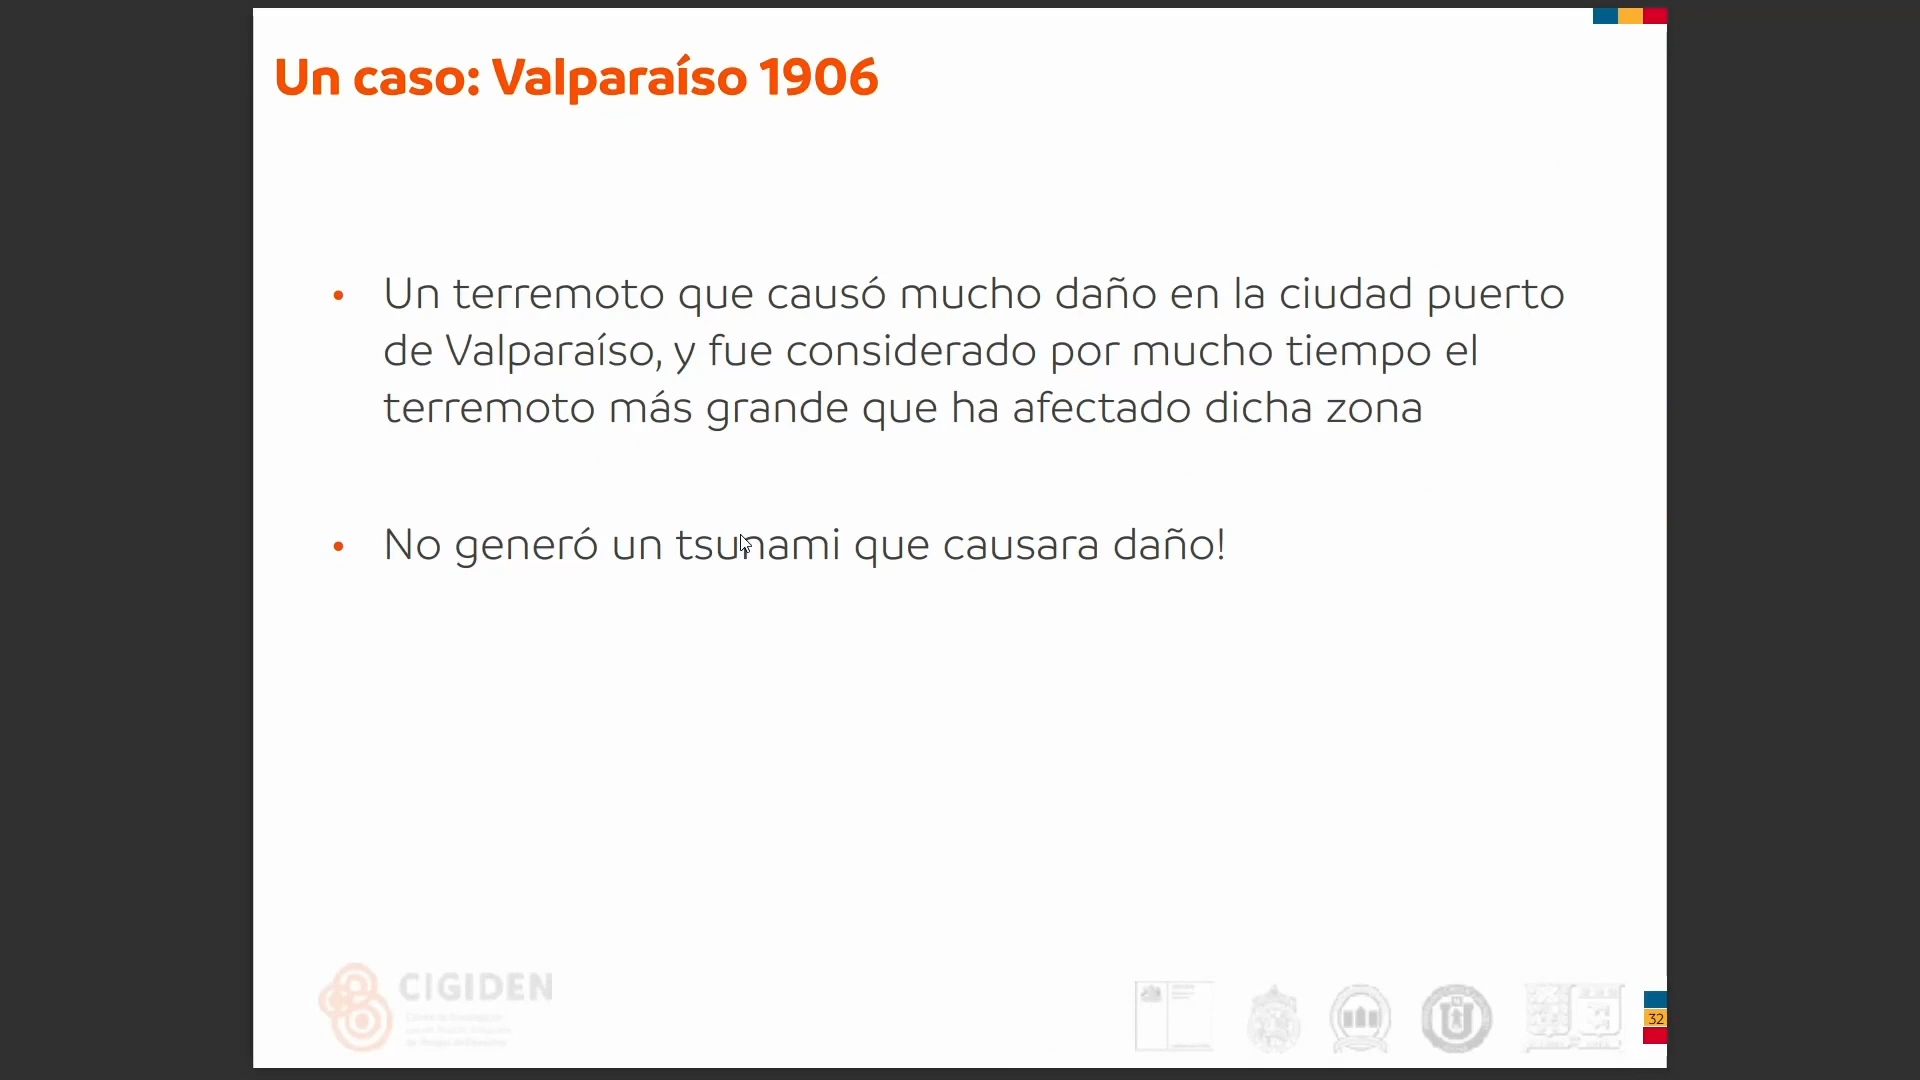 Un caso: Valparaíso 1906
• Un terremoto que causó mucho daño en la ciudad puerto
de Valparaíso, y fue considerado por mucho tiempo el
terremoto más grande que ha afectado dicha zona
• No generó un tsunami que causara daño!
CIGIDEN
32